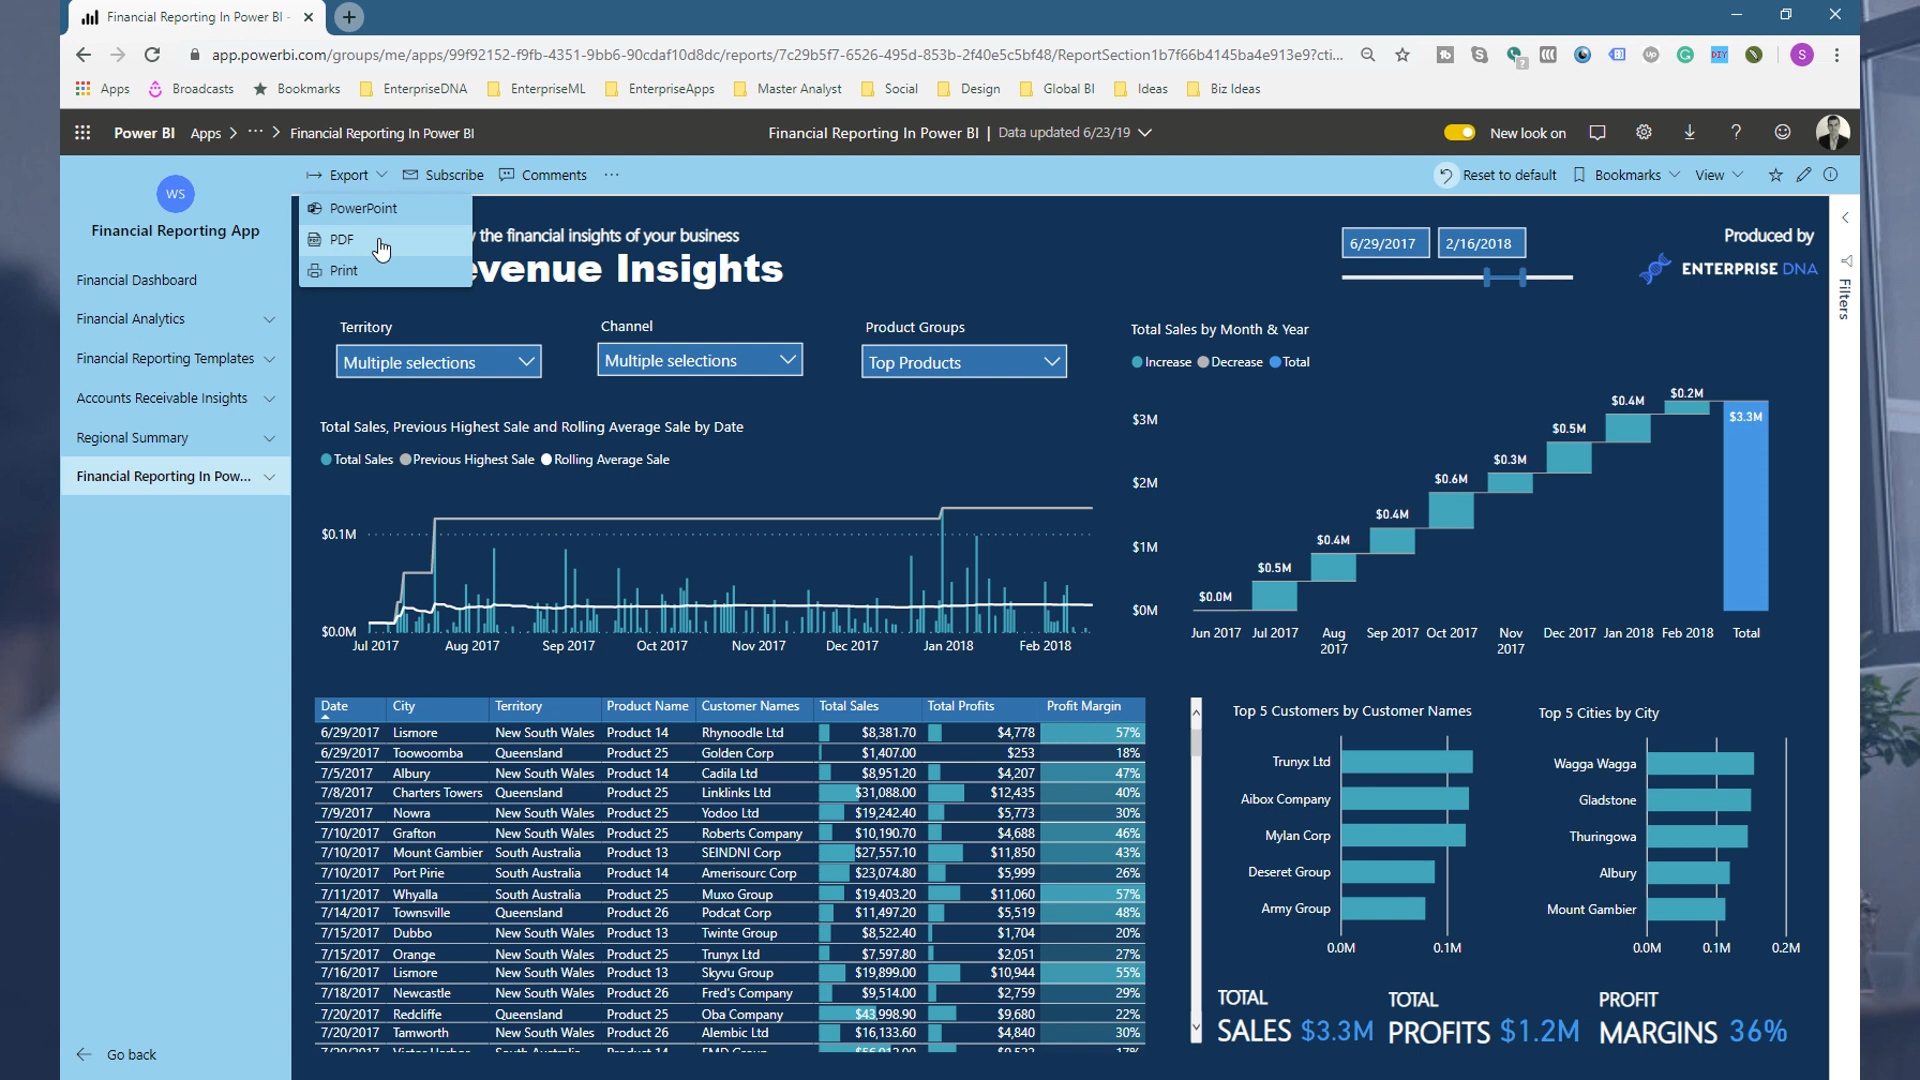 Financial Reporting In Power BI -
app.powerbi.com/groups/me/apps/99f92152-f9fb-4351-9bb6-90cdaf10d8dc/reports/7c29b5f7-6526-495d-853b-2f40e5c5bf48/ReportSection1b7f66b4145ba4e913e9?cti...
Apps Broadcasts Bookmarks EnterpriseDNA EnterpriseML EnterpriseApps Master Analyst Social Design Global BI Ideas Biz Ideas
Power BI Apps > ... > Financial Reporting In Power BI
Financial Reporting In Power BI | Data updated 6/23/19
New look on
Export Subscribe Comments ...
Reset to default Bookmarks View
WS
Financial Reporting App
Financial Dashboard
Financial Analytics
Financial Reporting Templates
Accounts Receivable Insights
Regional Summary
Financial Reporting In Pow...
Go back
PowerPoint
PDF
Print
y the financial insights of your business
evenue Insights
6/29/2017 2/16/2018
Produced by
ENTERPRISE DNA
Filters
Territory
Multiple selections
Channel
Multiple selections
Product Groups
Top Products
Total Sales, Previous Highest Sale and Rolling Average Sale by Date
Total Sales Previous Highest Sale Rolling Average Sale
$0.1M
$0.0M
Jul 2017 Aug 2017 Sep 2017 Oct 2017 Nov 2017 Dec 2017 Jan 2018 Feb 2018
Total Sales by Month & Year
Increase Decrease Total
$3M
$2M
$1M
$0M
$0.0M $0.5M $0.4M $0.4M $0.6M $0.3M $0.5M $0.4M $0.2M $3.3M
Jun 2017 Jul 2017 Aug 2017 Sep 2017 Oct 2017 Nov 2017 Dec 2017 Jan 2018 Feb 2018 Total
Date City Territory Product Name Customer Names Total Sales Total Profits Profit Margin
6/29/2017 Lismore New South Wales Product 14 Rhynoodle Ltd $8,381.70 $4,778 57%
6/29/2017 Toowoomba Queensland Product 25 Golden Corp $1,407.00 $253 18%
7/5/2017 Albury New South Wales Product 14 Cadila Ltd $8,951.20 $4,207 47%
7/8/2017 Charters Towers Queensland Product 25 Linklinks Ltd $31,088.00 $12,435 40%
7/9/2017 Nowra New South Wales Product 25 Yodoo Ltd $19,242.40 $5,773 30%
7/10/2017 Grafton New South Wales Product 25 Roberts Company $10,190.70 $4,688 46%
7/10/2017 Mount Gambier South Australia Product 13 SEINDNI Corp $27,557.10 $11,850 43%
7/10/2017 Port Pirie South Australia Product 14 Amerisourc Corp $23,074.80 $5,999 26%
7/11/2017 Whyalla South Australia Product 25 Muxo Group $19,403.20 $11,060 57%
7/14/2017 Townsville Queensland Product 26 Podcat Corp $11,497.20 $5,519 48%
7/15/2017 Dubbo New South Wales Product 13 Twinte Group $8,522.40 $1,704 20%
7/15/2017 Orange New South Wales Product 25 Trunyx Ltd $7,597.80 $2,051 27%
7/16/2017 Lismore New South Wales Product 13 Skyvu Group $19,899.00 $10,944 55%
7/18/2017 Newcastle New South Wales Product 26 Fred's Company $9,514.00 $2,759 29%
7/20/2017 Redcliffe Queensland Product 25 Oba Company $43,998.90 $9,680 22%
7/20/2017 Tamworth New South Wales Product 26 Alembic Ltd $16,133.60 $4,840 30%
Top 5 Customers by Customer Names
Trunyx Ltd
Aibox Company
Mylan Corp
Deseret Group
Army Group
0.0M 0.1M
Top 5 Cities by City
Wagga Wagga
Gladstone
Thuringowa
Albury
Mount Gambier
0.0M 0.1M 0.2M
TOTAL
SALES $3.3M
TOTAL
PROFITS $1.2M
PROFIT
MARGINS 36%